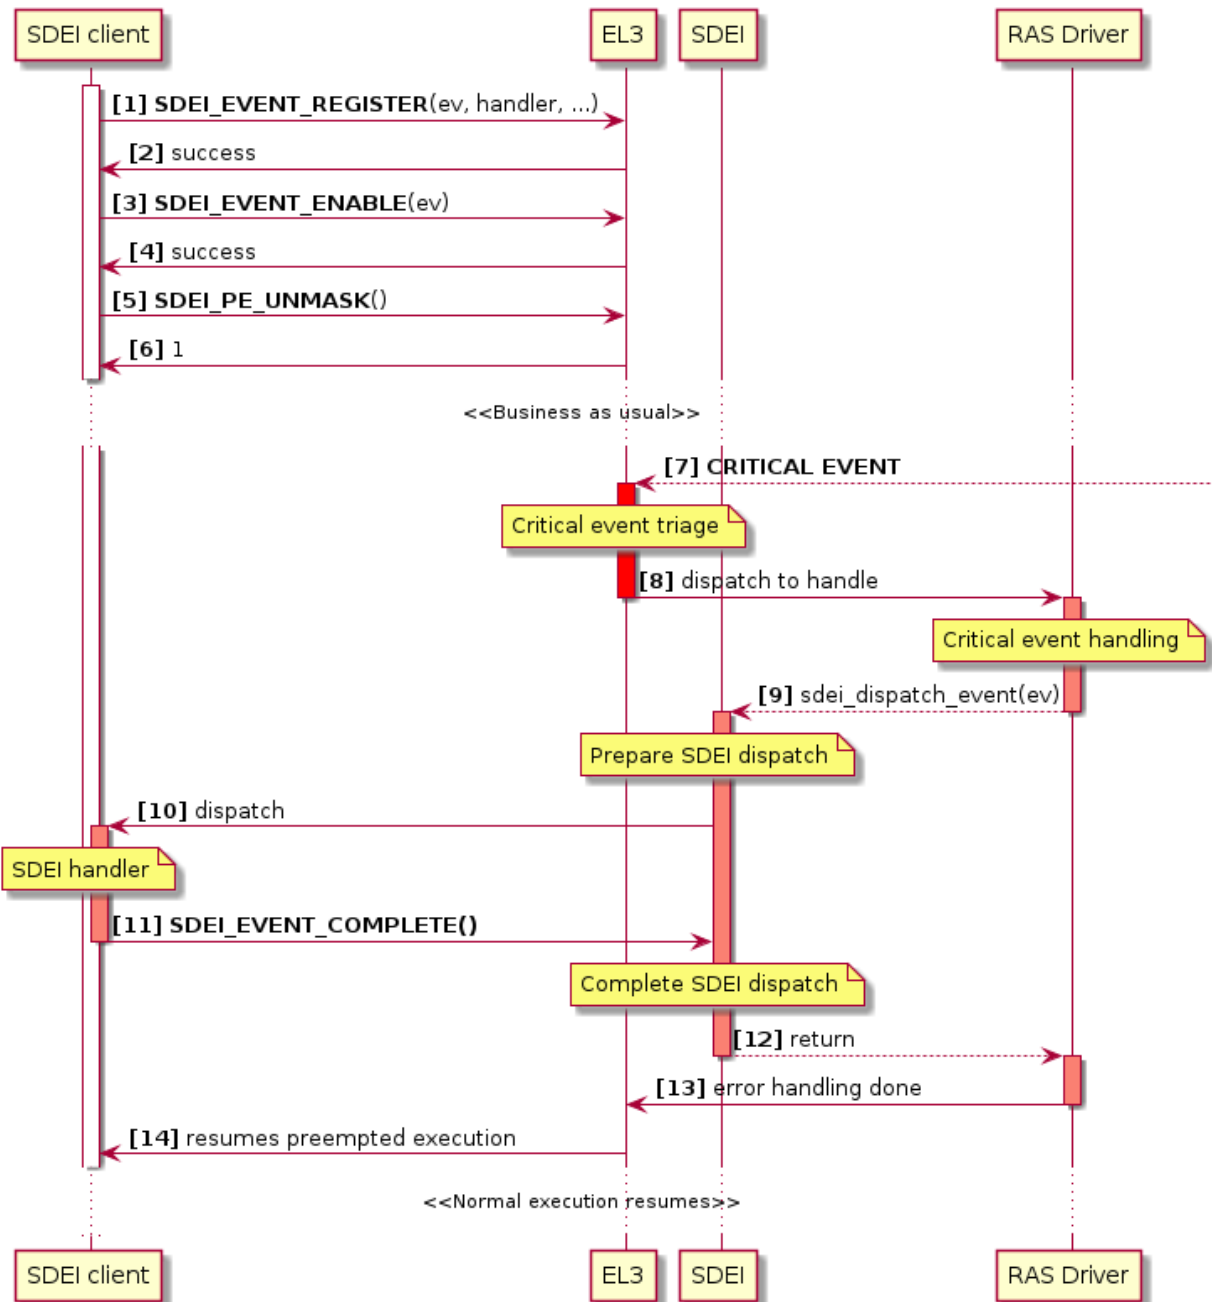 SDEI client
EL3
SDEI
RAS Driver
[1] SDEI_EVENT_REGISTER(ev, handler, ...)
[2] success
[3] SDEI_EVENT_ENABLE(ev)
[4] success
[5] SDEI_PE_UNMASK()
[6] 1
<<Business as usual>>
[7] CRITICAL EVENT
Critical event triage
[8] dispatch to handle
Critical event handling
[9] sdei_dispatch_event(ev)
Prepare SDEI dispatch
[10] dispatch
SDEI handler
[11] SDEI_EVENT_COMPLETE()
Complete SDEI dispatch
[12] return
[13] error handling done
[14] resumes preempted execution
<<Normal execution resumes>>
SDEI client
EL3
SDEI
RAS Driver